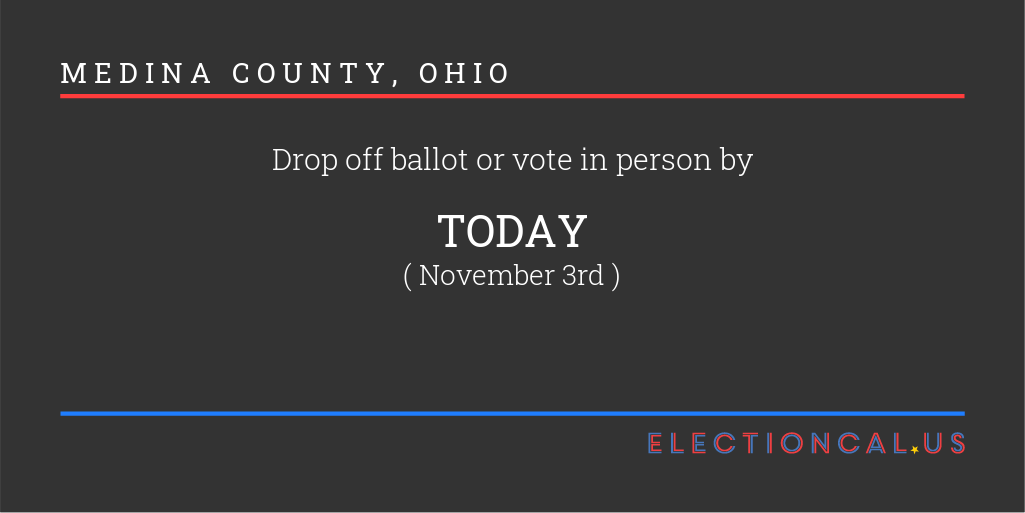 MEDINA COUNTY, OHIO
Drop off ballot or vote in person by
TODAY
( November 3rd )
ELECTIONCAL.US